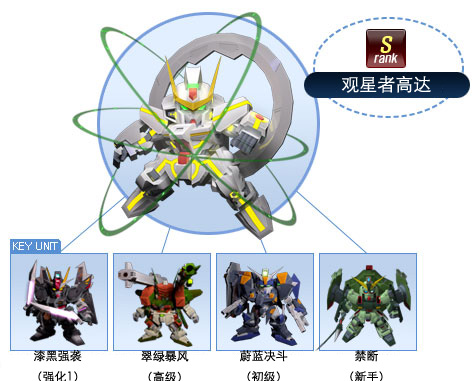 S
rank
观星者高达
KEY UNIT
漆黑强袭
(强化1)
翠绿暴风
(高级)
蔚蓝决斗
(初级)
禁断
(新手)